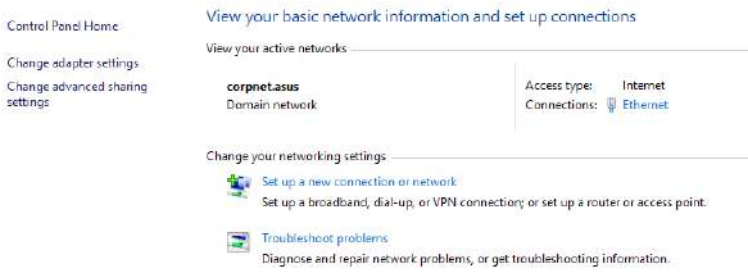 Control Panel Home
Change adapter settings
Change advanced sharing
settings
View your basic network information and set up connections
View your active networks
corpnet.asus
Domain network
Access type: Internet
Connections: Ethernet
Change your networking settings
Set up a new connection or network
Set up a broadband, dial-up, or VPN connection; or set up a router or access point.
Troubleshoot problems
Diagnose and repair network problems, or get troubleshooting information.